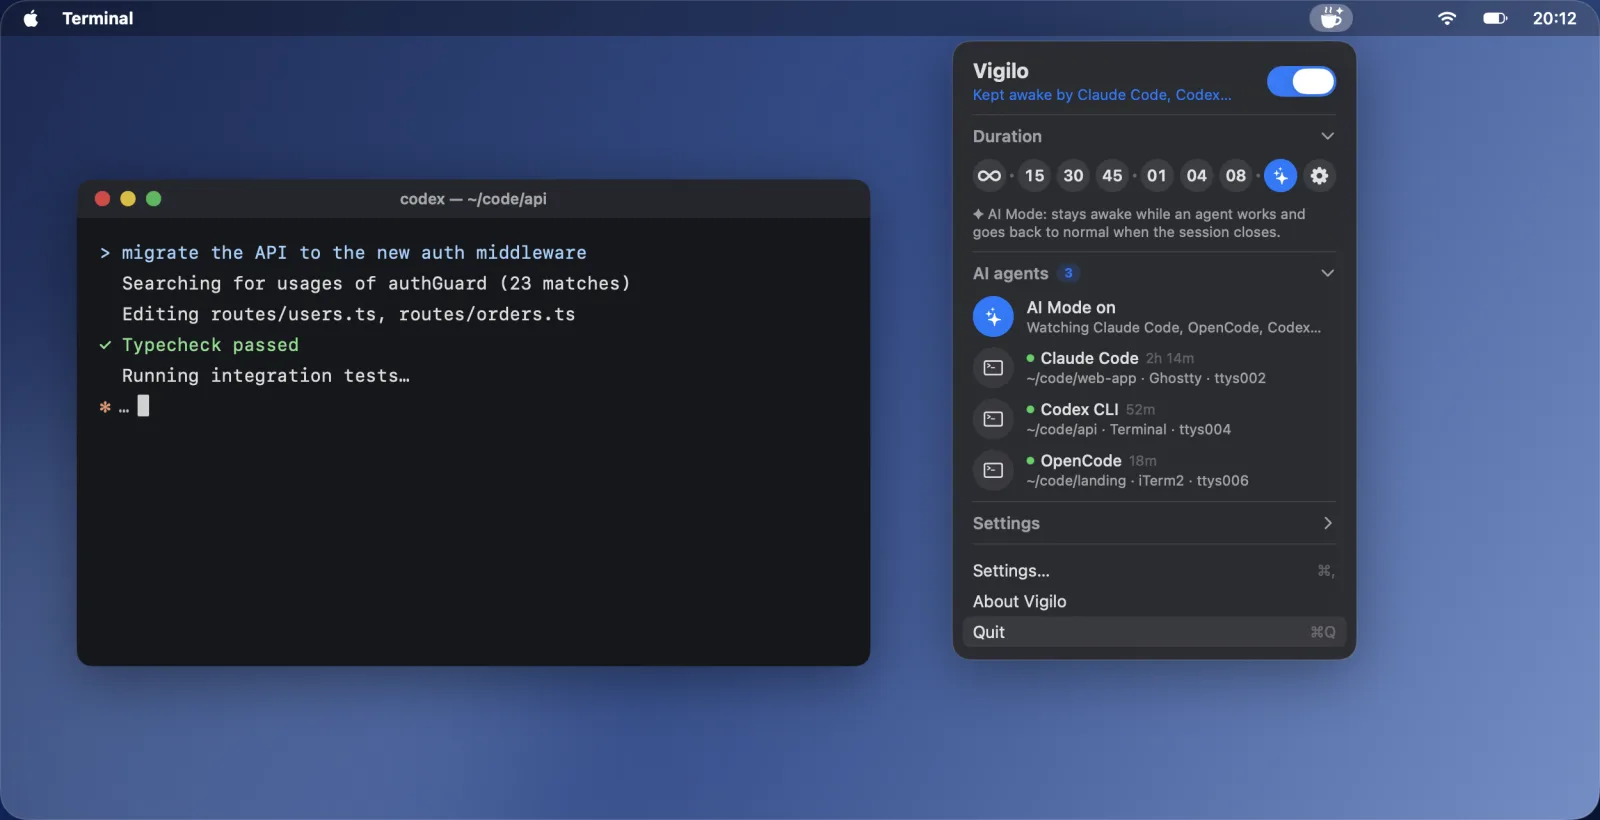 Terminal
20:12
codex — ~/code/api
> migrate the API to the new auth middleware
Searching for usages of authGuard (23 matches)
Editing routes/users.ts, routes/orders.ts
✓ Typecheck passed
Running integration tests…
* …
Vigilo
Kept awake by Claude Code, Codex…
Duration
∞ · 15 30 45 · 01 04 08 ·
✦ AI Mode: stays awake while an agent works and
goes back to normal when the session closes.
AI agents 3
AI Mode on
Watching Claude Code, OpenCode, Codex…
Claude Code 2h 14m
~/code/web-app · Ghostty · ttys002
Codex CLI 52m
~/code/api · Terminal · ttys004
OpenCode 18m
~/code/landing · iTerm2 · ttys006
Settings
Settings... ⌘,
About Vigilo
Quit ⌘Q